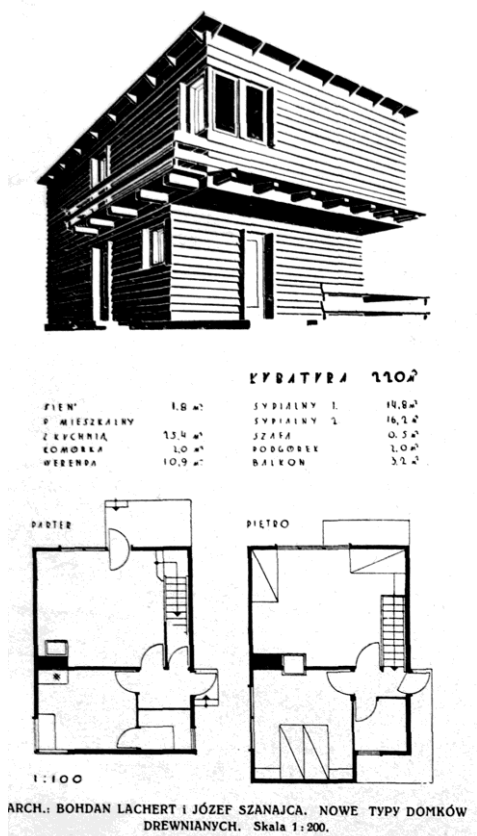 KUBATURA 220 m³
SIEŃ 1,8 m²
P. MIESZKALNY
Z KUCHNIĄ 23,4 m²
KOMÓRKA 2,0 m²
WERENDA 10,9 m²
SYPIALNY 1. 14,8 m²
SYPIALNY 2. 16,2 m²
SZAFA 0.5 m²
PODGÓREK 2.0 m²
BALKON 3.2 m²
PARTER
PIĘTRO
1:100
ARCH.: BOHDAN LACHERT i JÓZEF SZANAJCA. NOWE TYPY DOMKÓW
DREWNIANYCH. Skala 1:200.